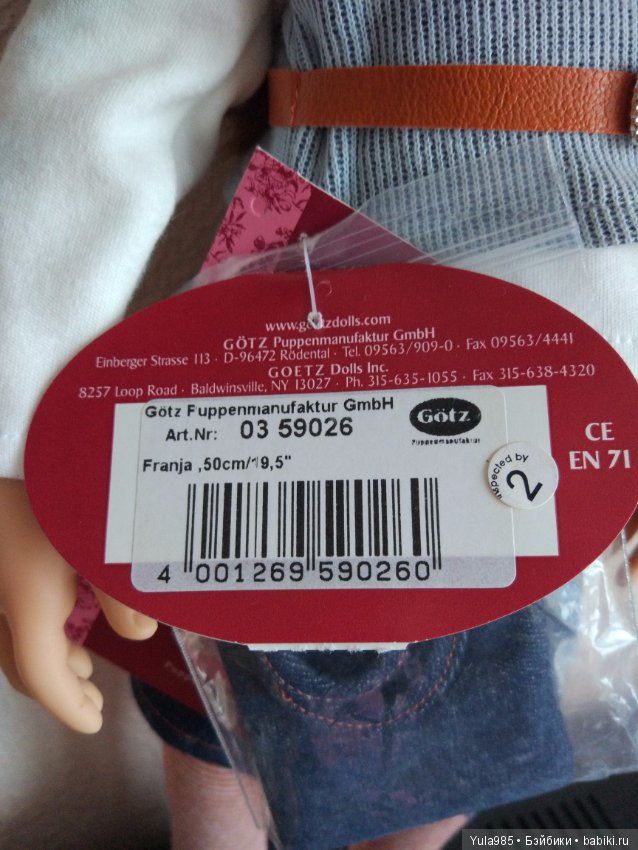 www.goetzdolls.com
GÖTZ Puppenmanufaktur GmbH
Einberger Strasse 113 · D-96472 Rödental · Tel. 09563/909-0 · Fax 09563/4441
GOETZ Dolls Inc.
8257 Loop Road · Baldwinsville, NY 13027 · Ph. 315-635-1055 · Fax 315-638-4320
Götz Puppenmanufaktur GmbH
Art.Nr: 03 59026
Götz
Puppenmanufaktur
Franja ,50cm/19,5"
CE
EN 71
inspected by
2
4 001269 590260
Yula985 • Бэйбики • babiki.ru